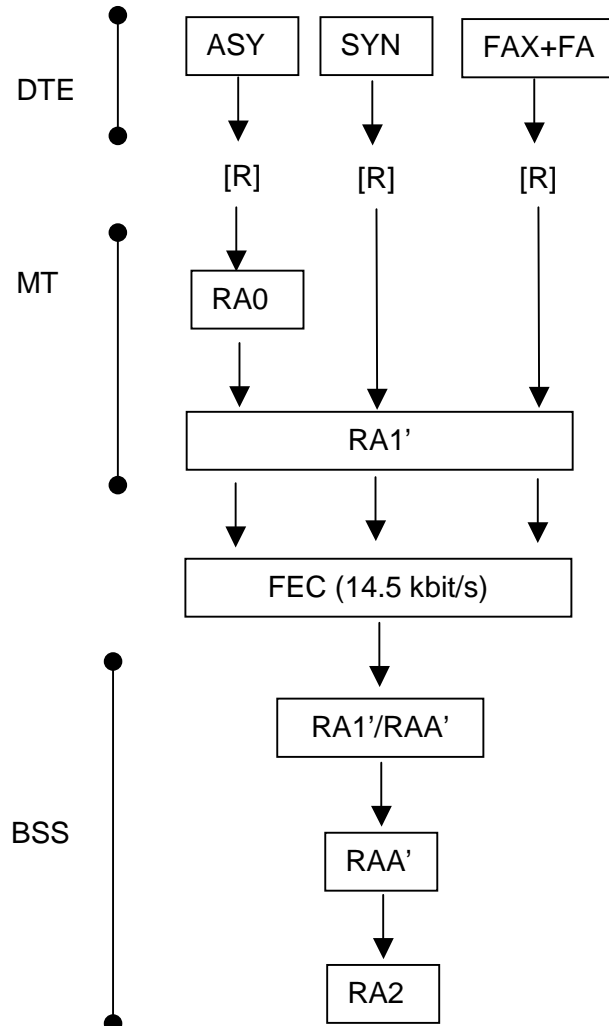 ASY SYN FAX+FA
DTE
[R] [R] [R]
MT
RA0
RA1’
FEC (14.5 kbit/s)
RA1’/RAA’
BSS
RAA’
RA2